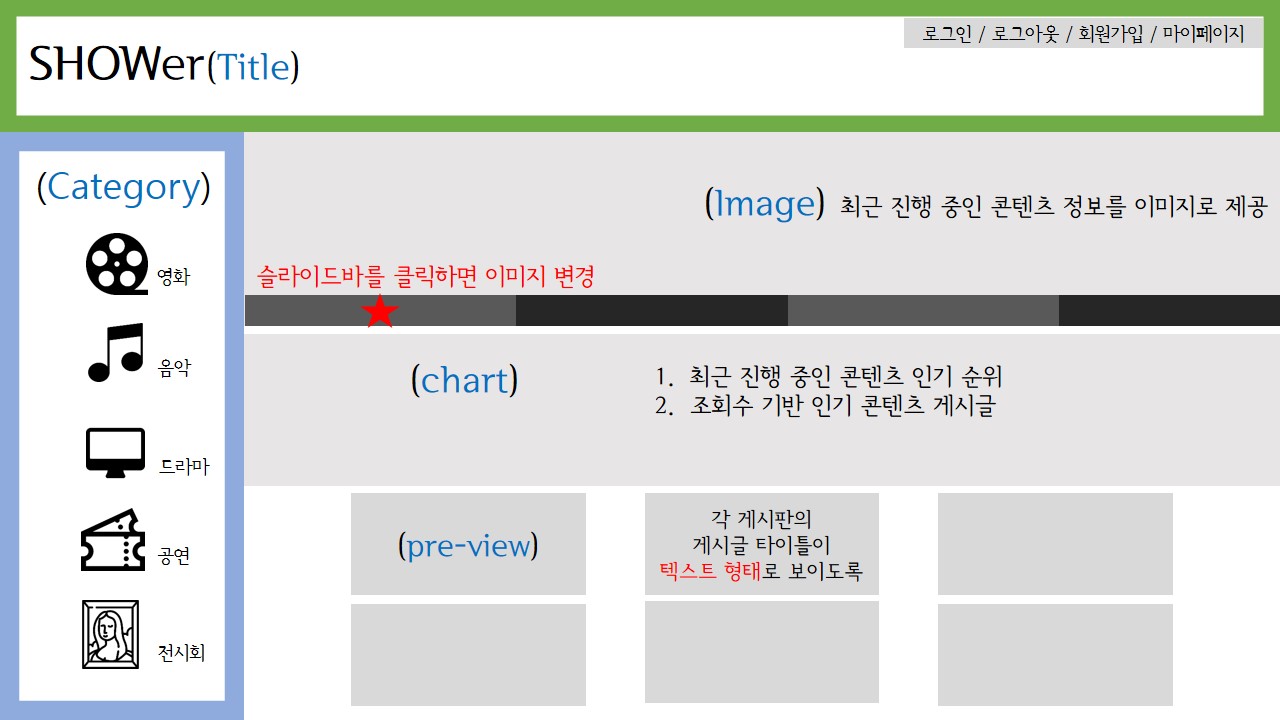 로그인 / 로그아웃 / 회원가입 / 마이페이지
SHOWer(Title)
(Category)
영화
음악
드라마
공연
전시회
(Image) 최근 진행 중인 콘텐츠 정보를 이미지로 제공
슬라이드바를 클릭하면 이미지 변경
(chart)
1. 최근 진행 중인 콘텐츠 인기 순위
2. 조회수 기반 인기 콘텐츠 게시글
(pre-view)
각 게시판의
게시글 타이틀이
텍스트 형태로 보이도록